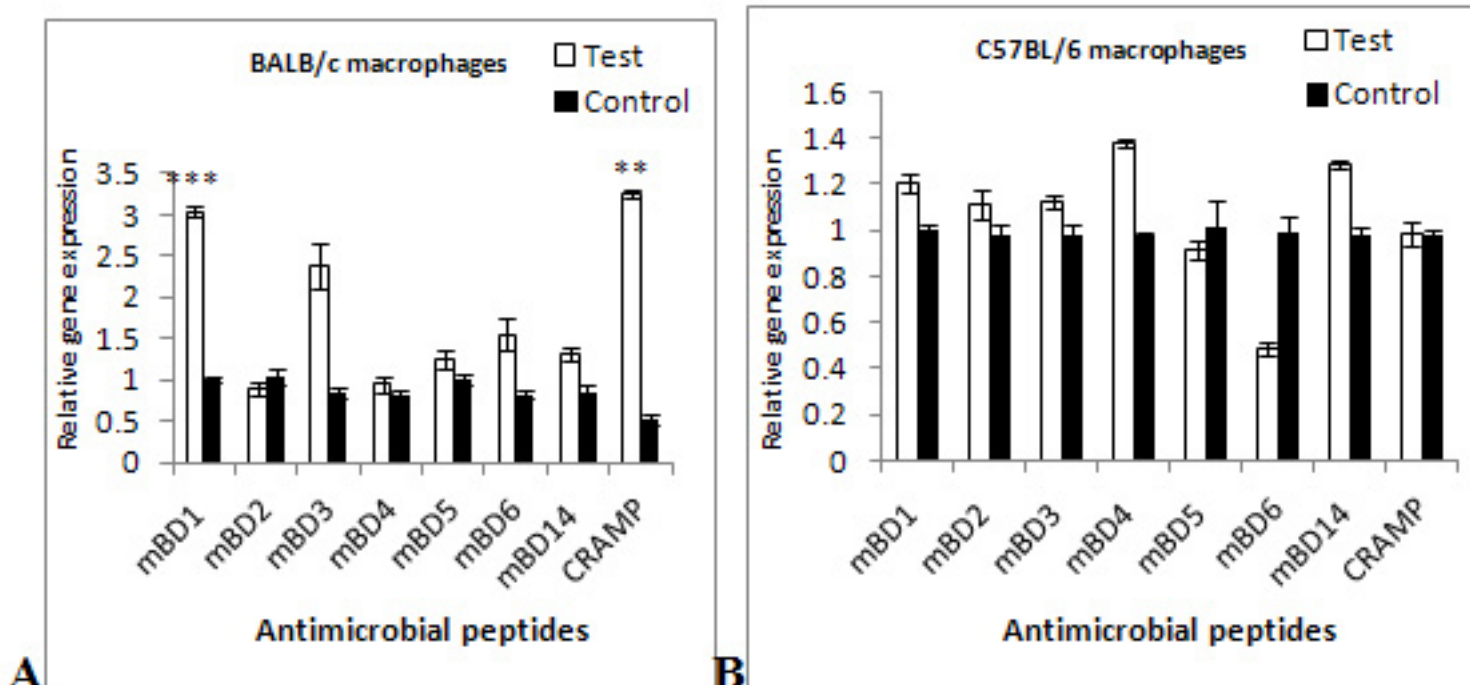 BALB/c macrophages
Test
Control
Relative gene expression
3.5
3
2.5
2
1.5
1
0.5
0
***
**
mBD1
mBD2
mBD3
mBD4
mBD5
mBD6
mBD14
CRAMP
Antimicrobial peptides
A
C57BL/6 macrophages
Test
Control
Relative gene expression
1.6
1.4
1.2
1
0.8
0.6
0.4
0.2
0
mBD1
mBD2
mBD3
mBD4
mBD5
mBD6
mBD14
CRAMP
Antimicrobial peptides
B